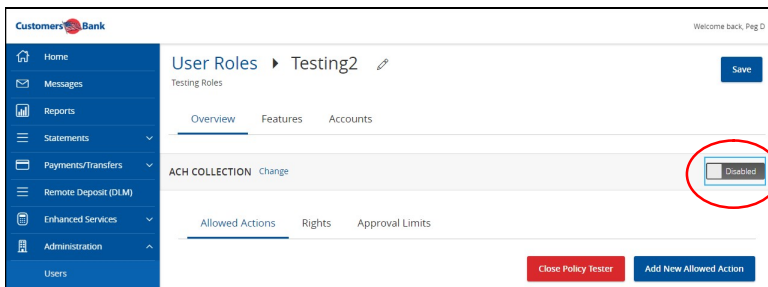 Customers Bank
Welcome back, Peg D
Home
Messages
Reports
Statements
Payments/Transfers
Remote Deposit (DLM)
Enhanced Services
Administration
Users
User Roles Testing2
Testing Roles
Save
Overview Features Accounts
ACH COLLECTION Change
Disabled
Allowed Actions Rights Approval Limits
Close Policy Tester Add New Allowed Action